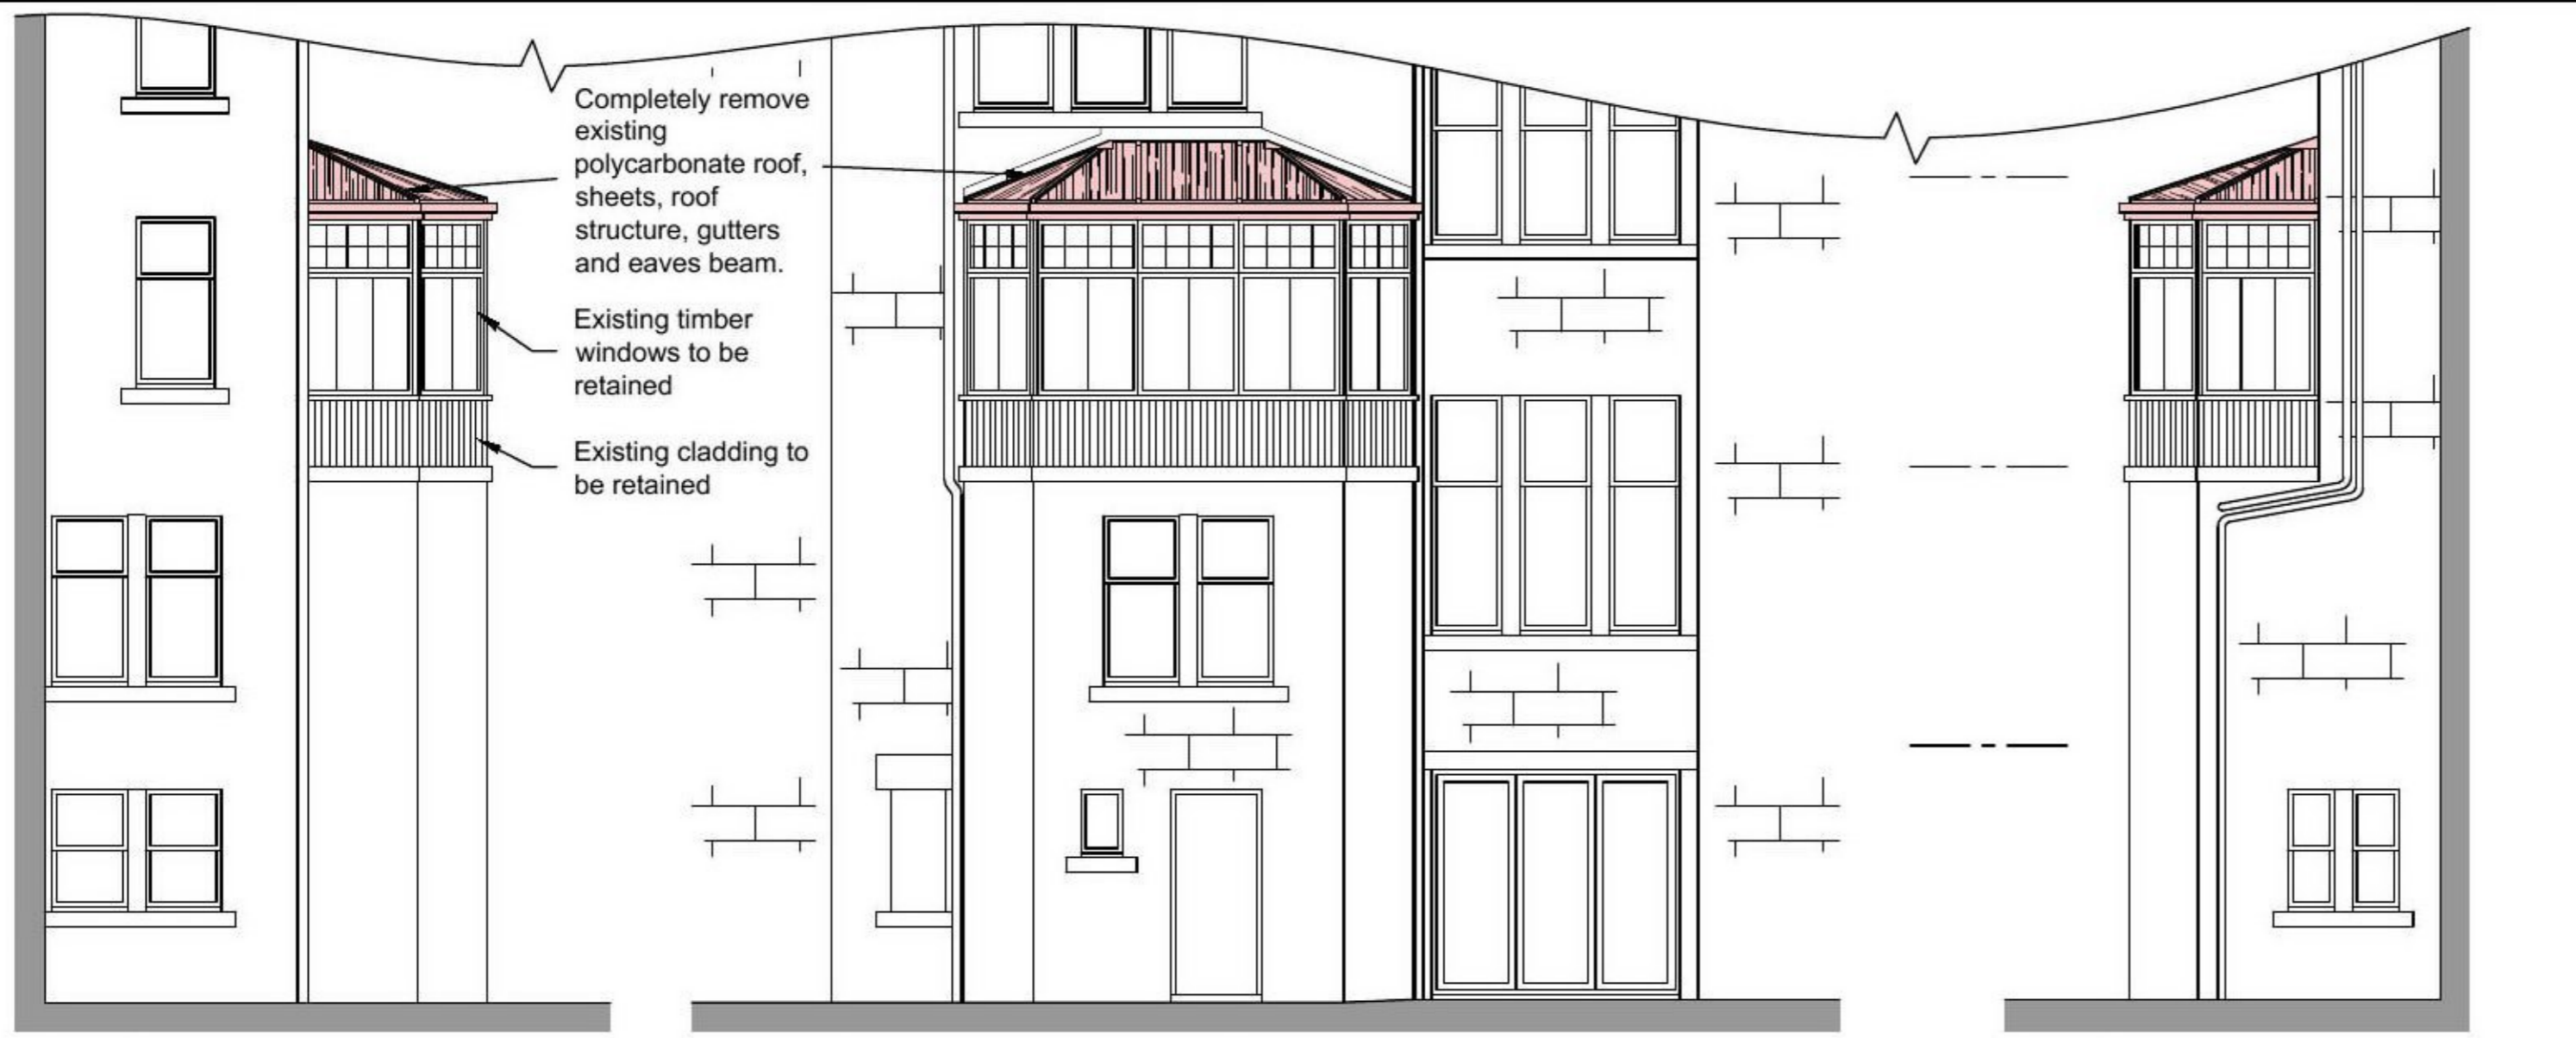 Completely remove
existing
polycarbonate roof,
sheets, roof
structure, gutters
and eaves beam.
Existing timber
windows to be
retained
Existing cladding to
be retained